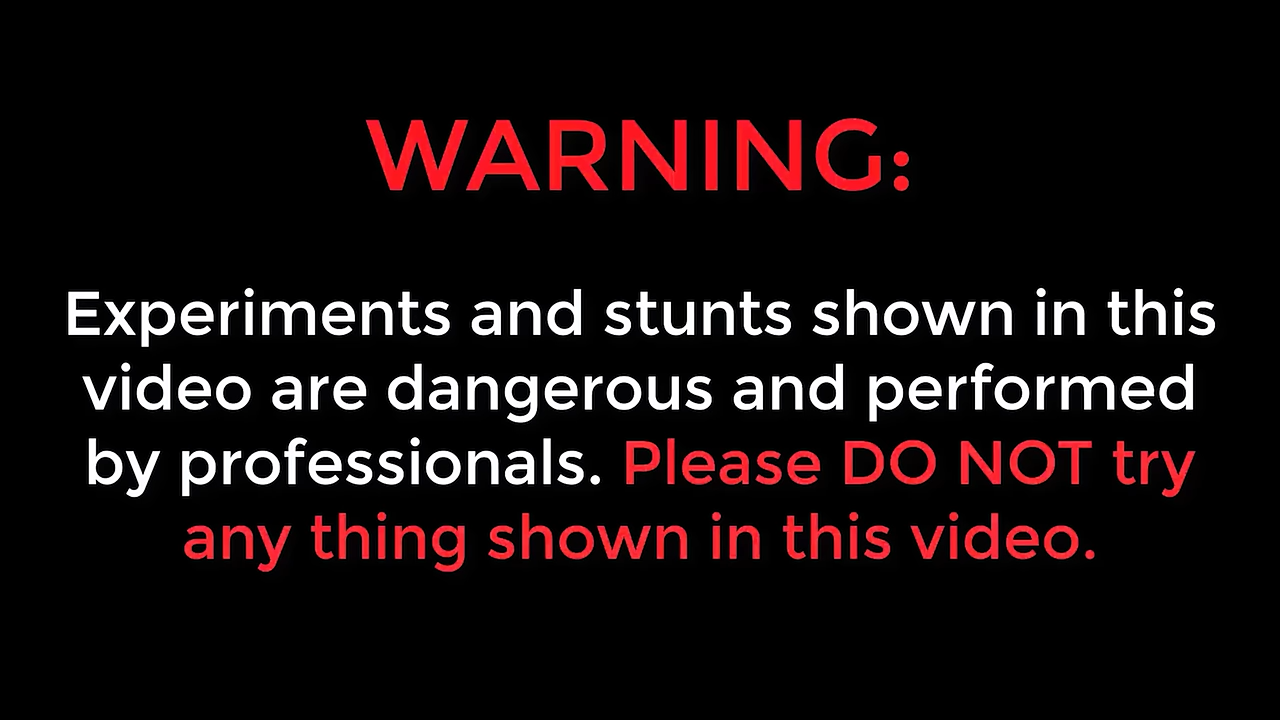 WARNING:
Experiments and stunts shown in this
video are dangerous and performed
by professionals. Please DO NOT try
any thing shown in this video.